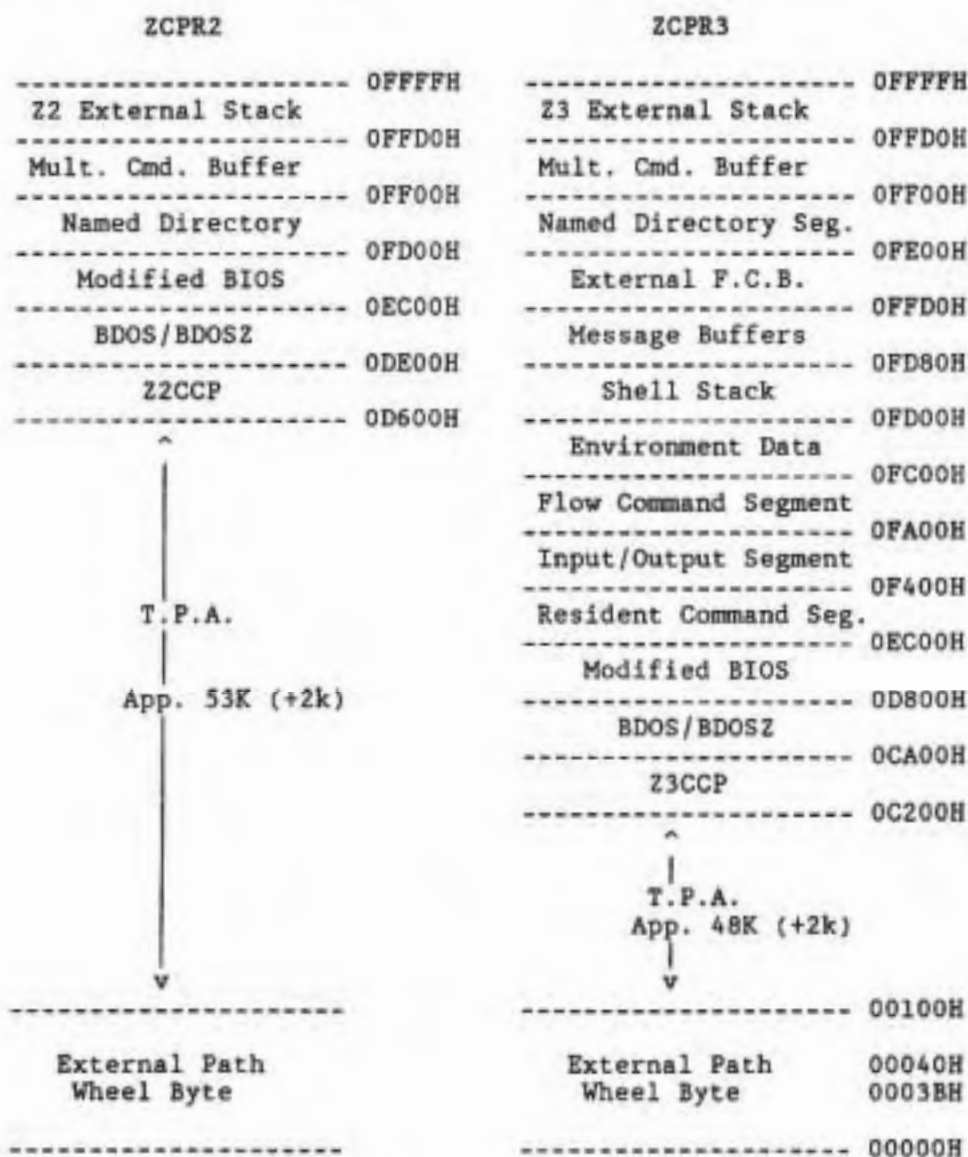 ZCPR2 ZCPR3
-------------------- 0FFFFH -------------------- 0FFFFH
Z2 External Stack Z3 External Stack
-------------------- 0FFD0H -------------------- 0FFD0H
Mult. Cmd. Buffer Mult. Cmd. Buffer
-------------------- 0FF00H -------------------- 0FF00H
Named Directory Named Directory Seg.
-------------------- 0FD00H -------------------- 0FE00H
Modified BIOS External F.C.B.
-------------------- 0EC00H -------------------- 0FFD0H
BDOS/BDOSZ Message Buffers
-------------------- 0DE00H -------------------- 0FD80H
Z2CCP Shell Stack
-------------------- 0D600H -------------------- 0FD00H
^ Environment Data
-------------------- 0FC00H
Flow Command Segment
-------------------- 0FA00H
Input/Output Segment
-------------------- 0F400H
T.P.A. Resident Command Seg.
-------------------- 0EC00H
Modified BIOS
App. 53K (+2k) -------------------- 0D800H
BDOS/BDOSZ
-------------------- 0CA00H
Z3CCP
-------------------- 0C200H
^
T.P.A.
App. 48K (+2k)
v v
-------------------- -------------------- 00100H
External Path External Path 00040H
Wheel Byte Wheel Byte 0003BH
-------------------- -------------------- 00000H